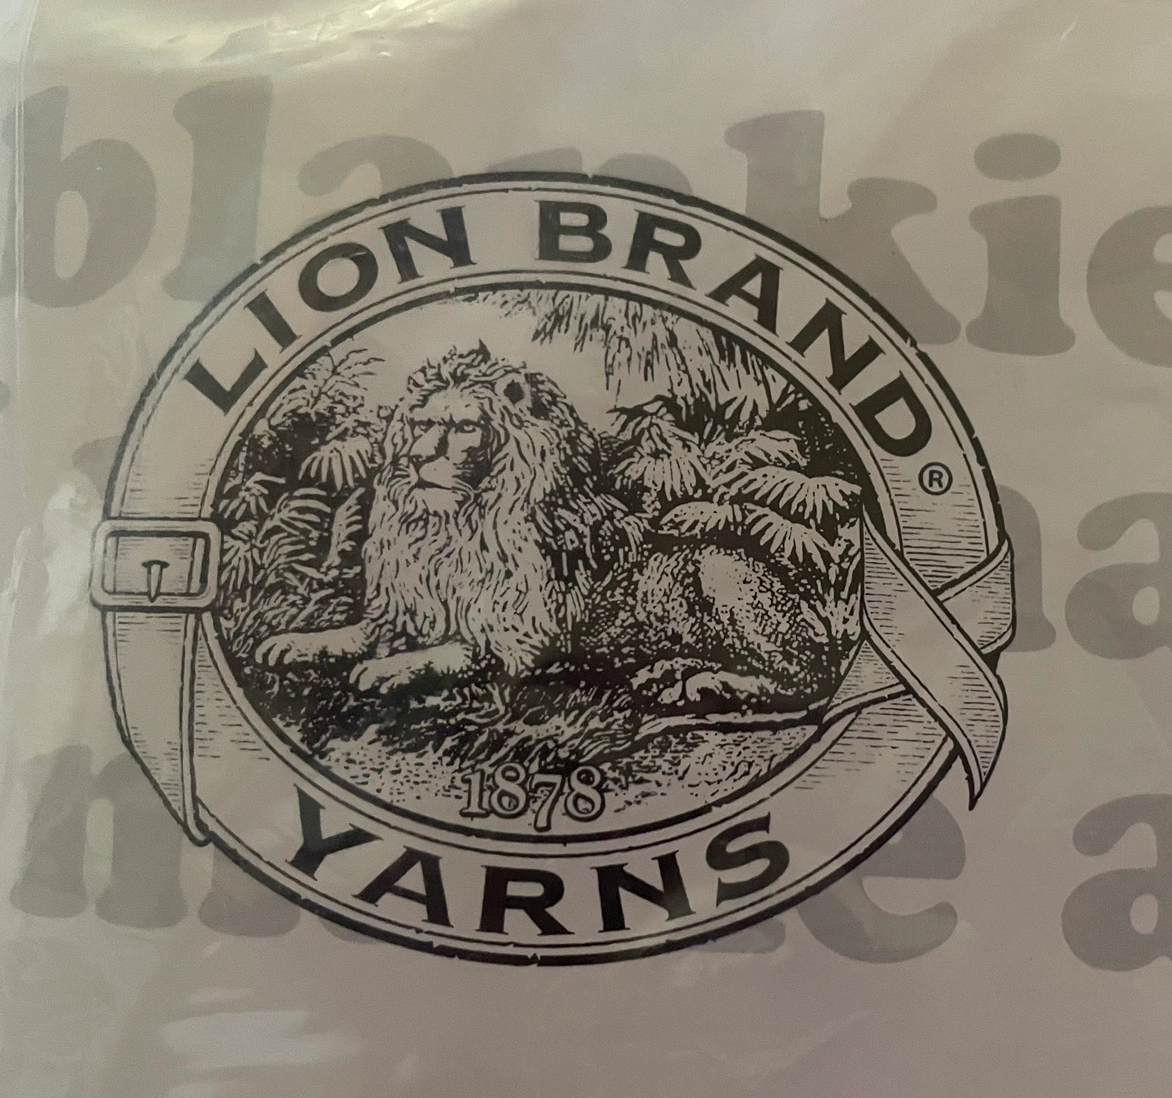 blankie
LION BRAND®
1878
YARNS